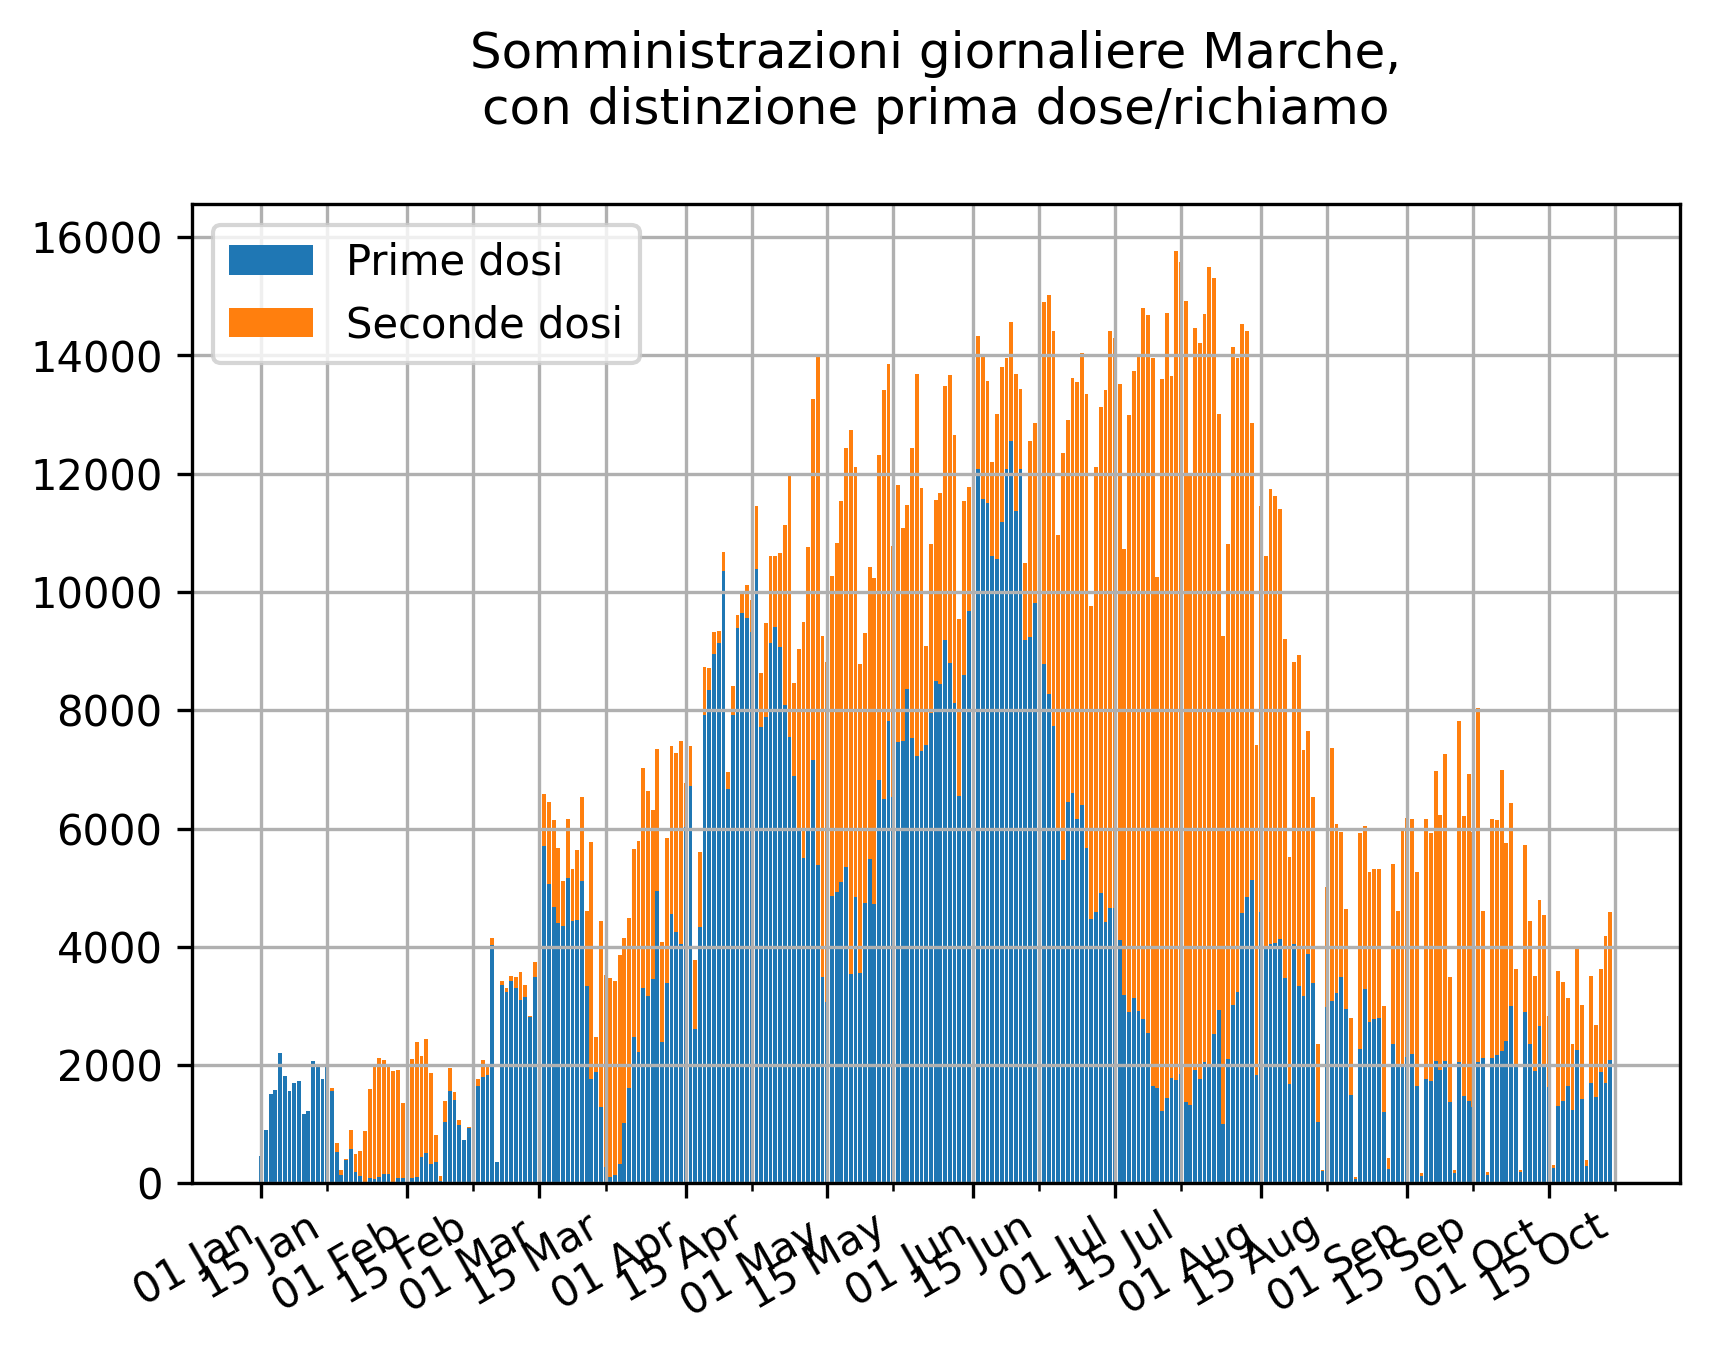 Somministrazioni giornaliere Marche,
con distinzione prima dose/richiamo
Prime dosi
Seconde dosi
16000
14000
12000
10000
8000
6000
4000
2000
0
01 Jan
15 Jan
01 Feb
15 Feb
01 Mar
15 Mar
01 Apr
15 Apr
01 May
15 May
01 Jun
15 Jun
01 Jul
15 Jul
01 Aug
15 Aug
01 Sep
15 Sep
01 Oct
15 Oct